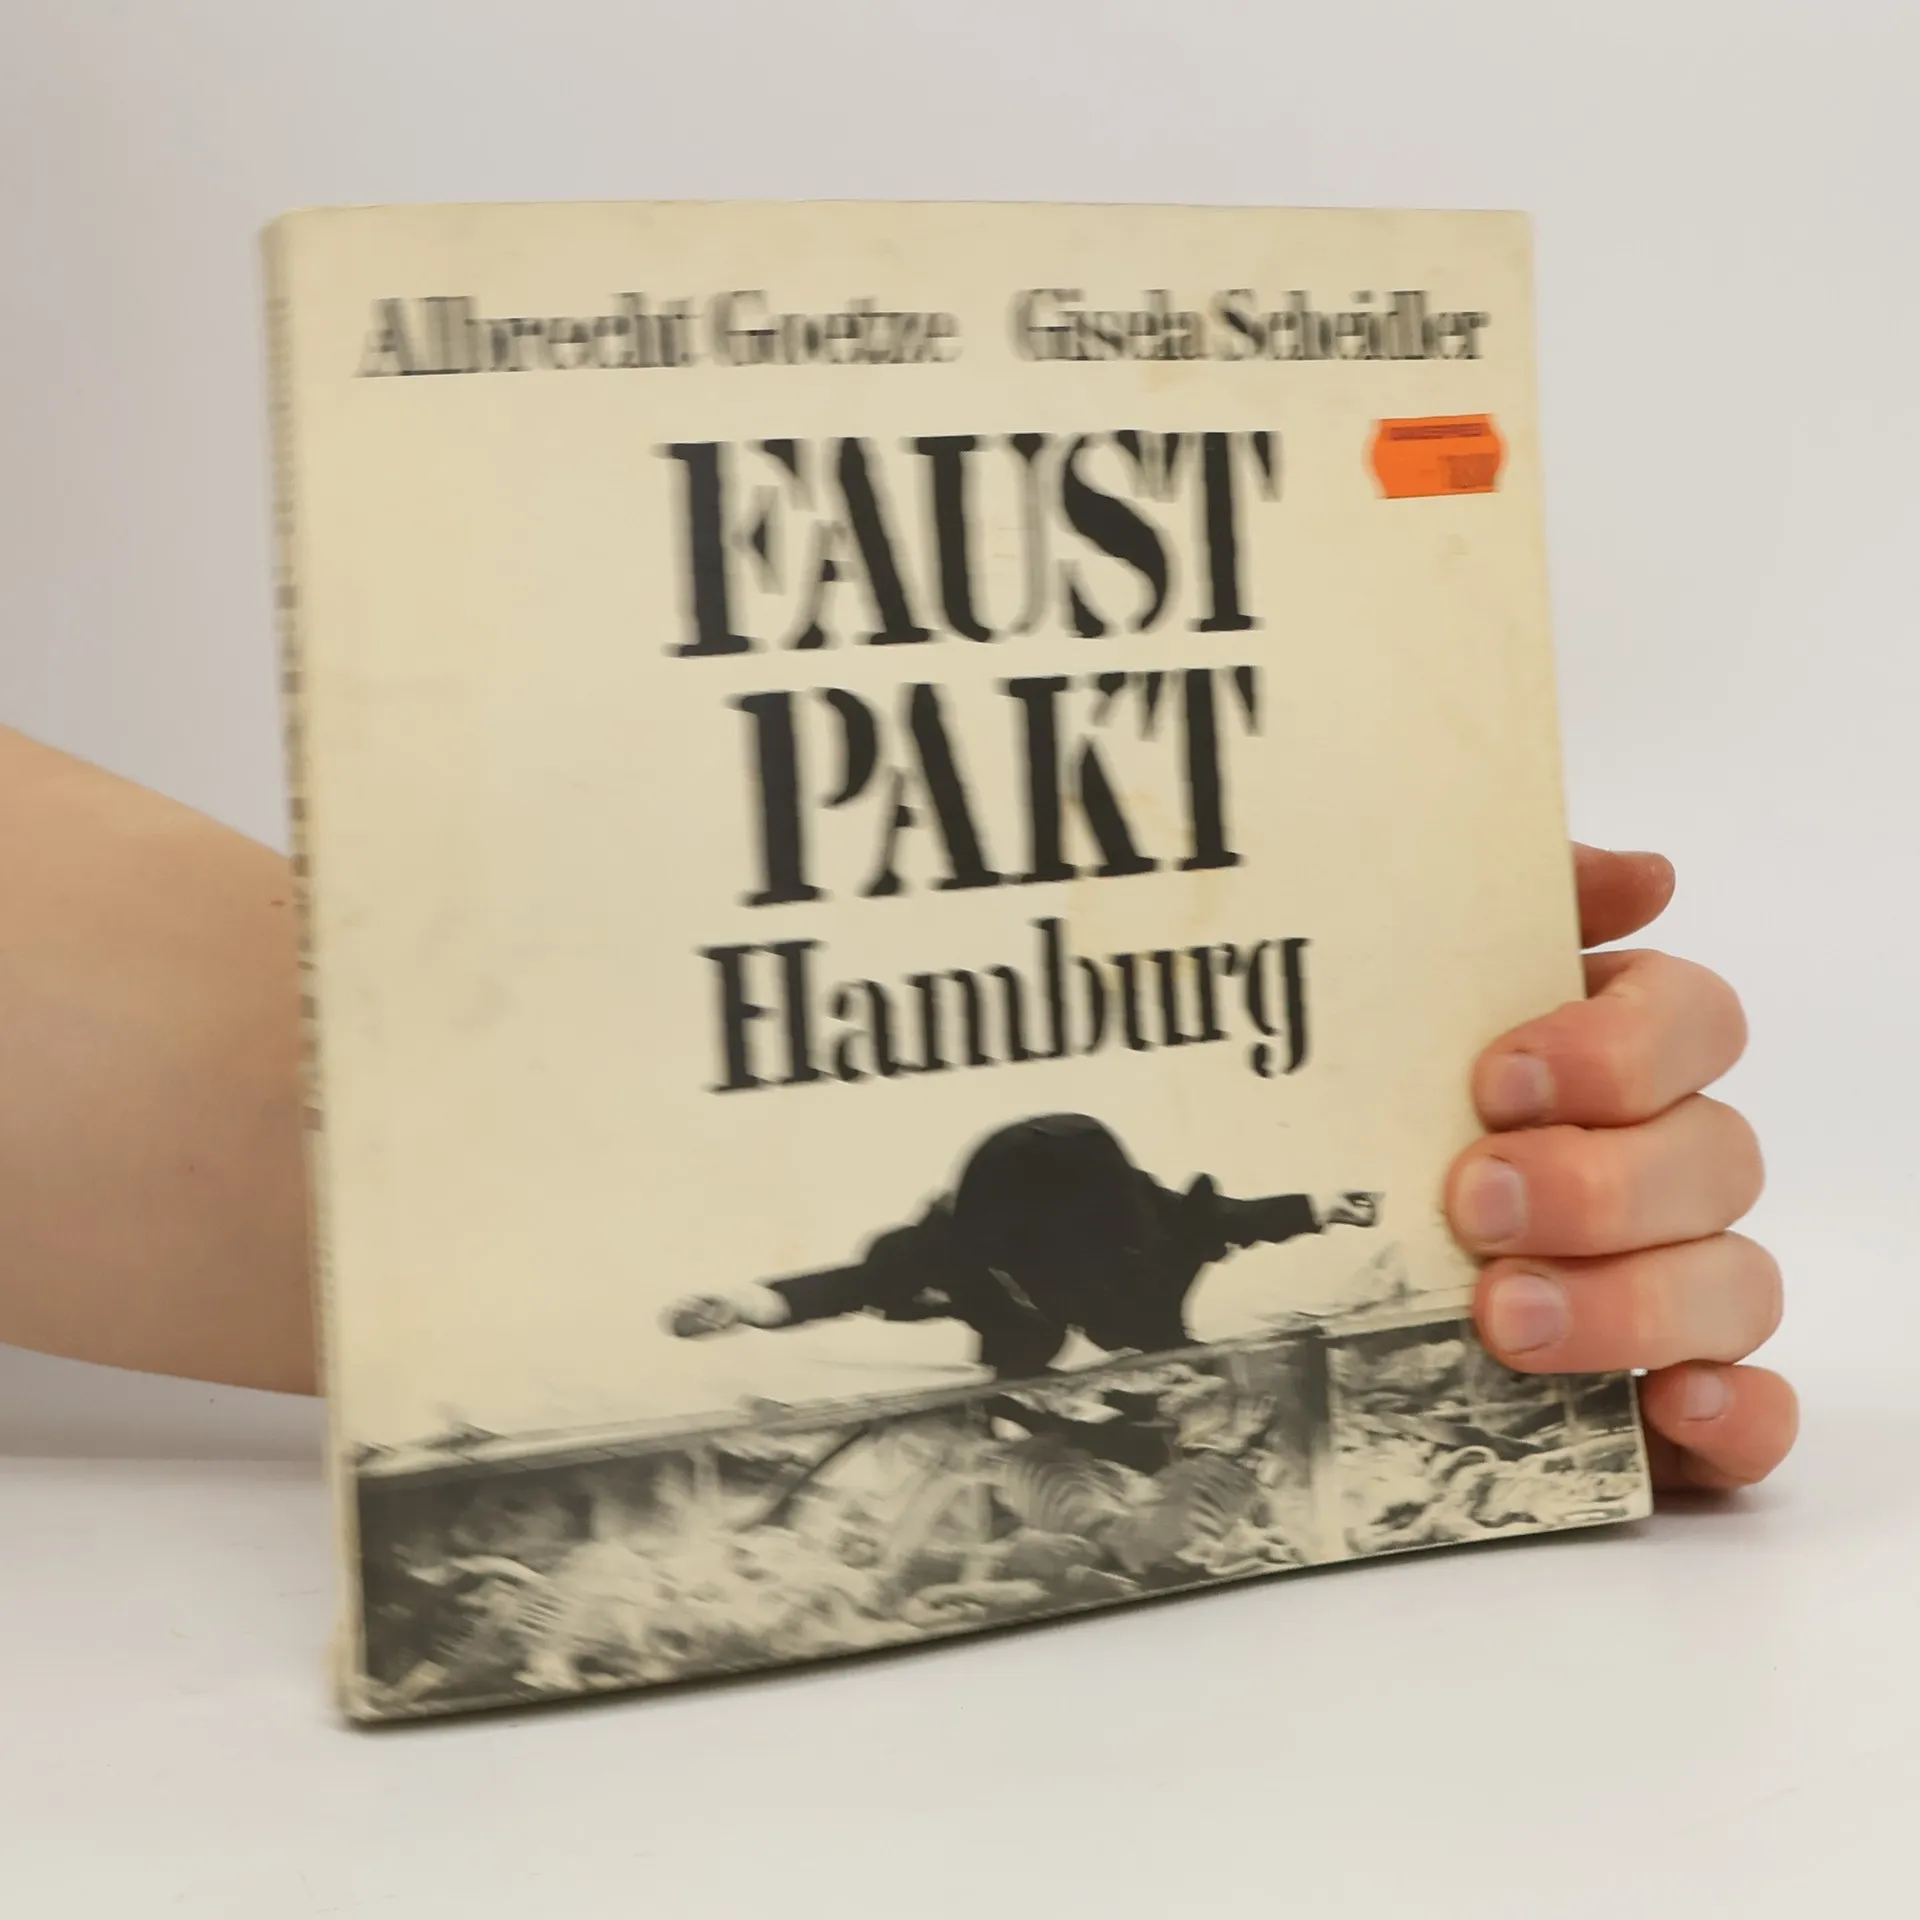 Albrecht Goetze Gisela Scheidler
FAUST
PAKT
Hamburg